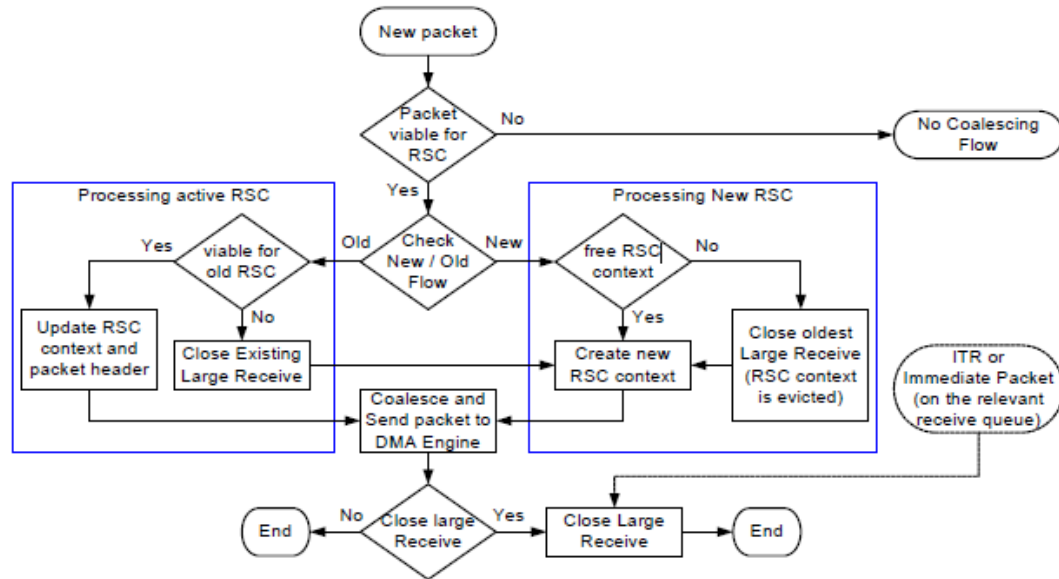 New packet
Packet
viable for
RSC
No
No Coalescing
Flow
Yes
Processing active RSC
Processing New RSC
Yes
viable for
old RSC
Old
Check
New / Old
Flow
New
free RSC
context
No
No
Yes
Update RSC
context and
packet header
Close Existing
Large Receive
Create new
RSC context
Close oldest
Large Receive
(RSC context
is evicted)
ITR or
Immediate Packet
(on the relevant
receive queue)
Coalesce and
Send packet to
DMA Engine
End
No
Close large
Receive
Yes
Close Large
Receive
End